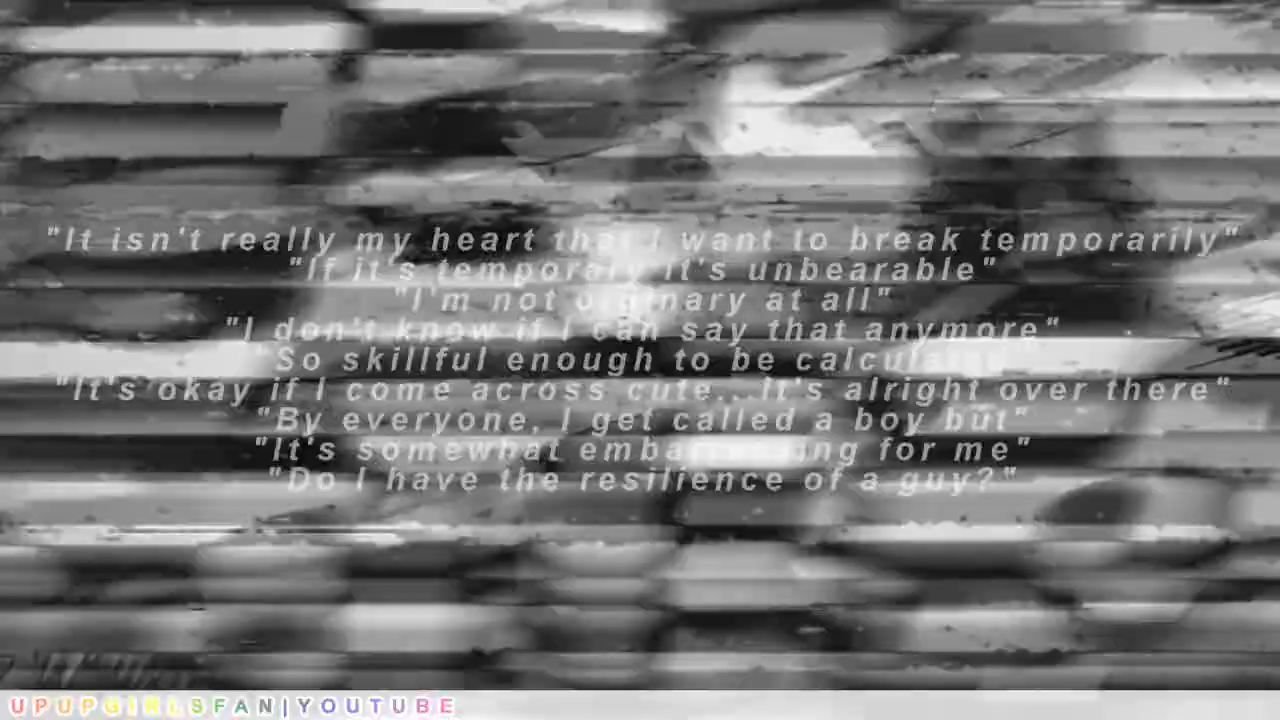 "It isn't really my heart that I want to break temporarily"
"If it's temporary it's unbearable"
"I'm not ordinary at all"
"I don't know if I can say that anymore"
"So skillful enough to be calculated
"It's okay if I come across cute... It's alright over there"
"By everyone, I get called a boy but"
"It's somewhat embarrassing for me"
"Do I have the resilience of a guy?"
UPUPGIRLSFAN|YOUTUBE